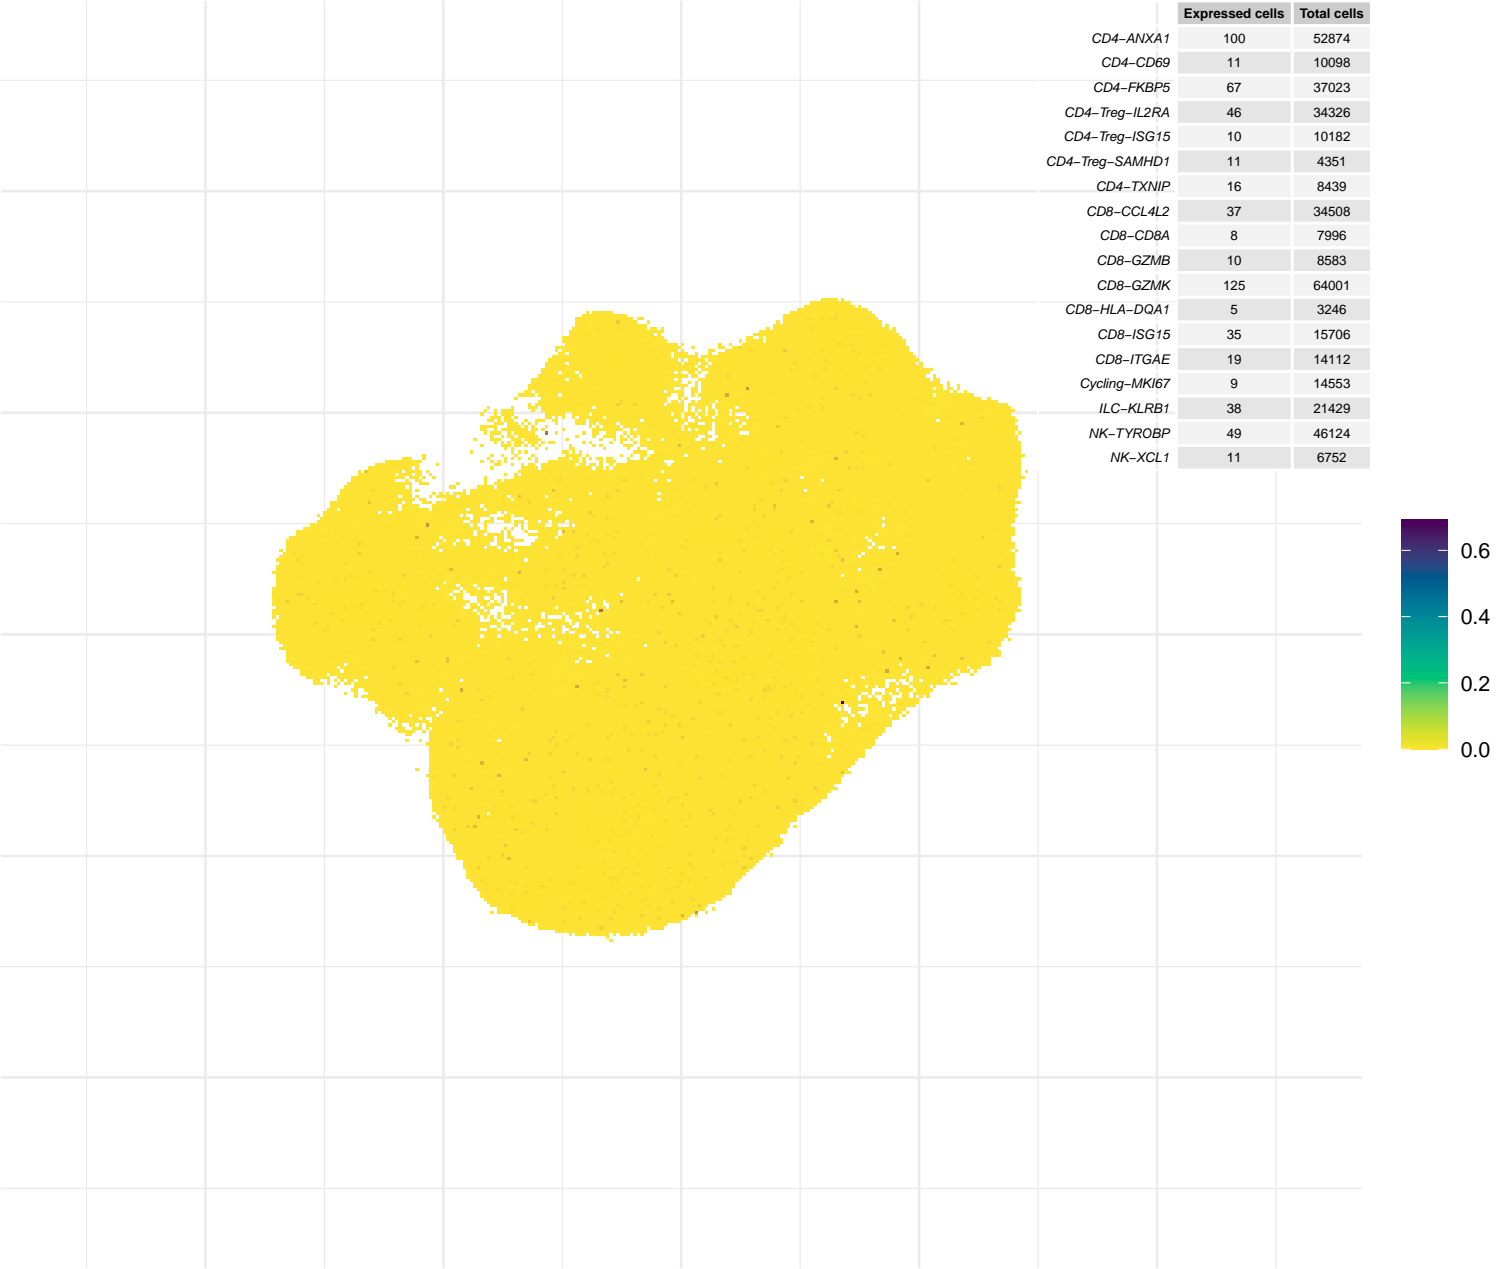 Expressed cells Total cells
CD4−ANXA1 100 52874
CD4−CD69 11 10098
CD4−FKBP5 67 37023
CD4−Treg−IL2RA 46 34326
CD4−Treg−ISG15 10 10182
CD4−Treg−SAMHD1 11 4351
CD4−TXNIP 16 8439
CD8−CCL4L2 37 34508
CD8−CD8A 8 7996
CD8−GZMB 10 8583
CD8−GZMK 125 64001
CD8−HLA−DQA1 5 3246
CD8−ISG15 35 15706
CD8−ITGAE 19 14112
Cycling−MKI67 9 14553
ILC−KLRB1 38 21429
NK−TYROBP 49 46124
NK−XCL1 11 6752
0.6
0.4
0.2
0.0